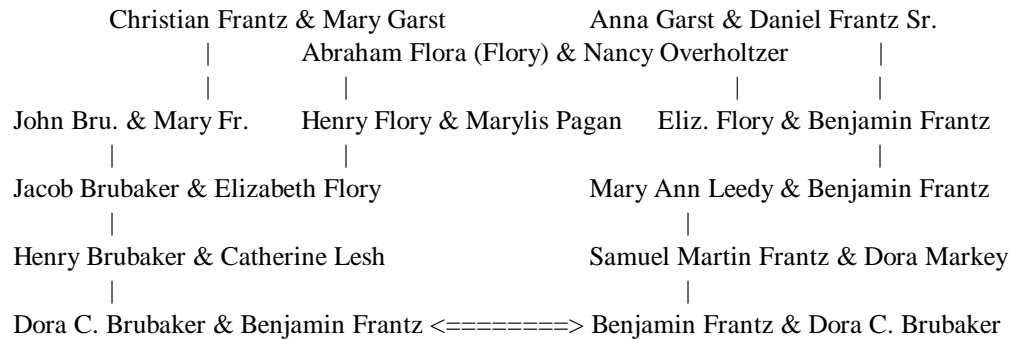 Christian Frantz & Mary Garst Anna Garst & Daniel Frantz Sr.
| Abraham Flora (Flory) & Nancy Overholtzer |
| | | |
John Bru. & Mary Fr. Henry Flory & Marylis Pagan Eliz. Flory & Benjamin Frantz
| | |
Jacob Brubaker & Elizabeth Flory Mary Ann Leedy & Benjamin Frantz
| |
Henry Brubaker & Catherine Lesh Samuel Martin Frantz & Dora Markey
| |
Dora C. Brubaker & Benjamin Frantz <========> Benjamin Frantz & Dora C. Brubaker